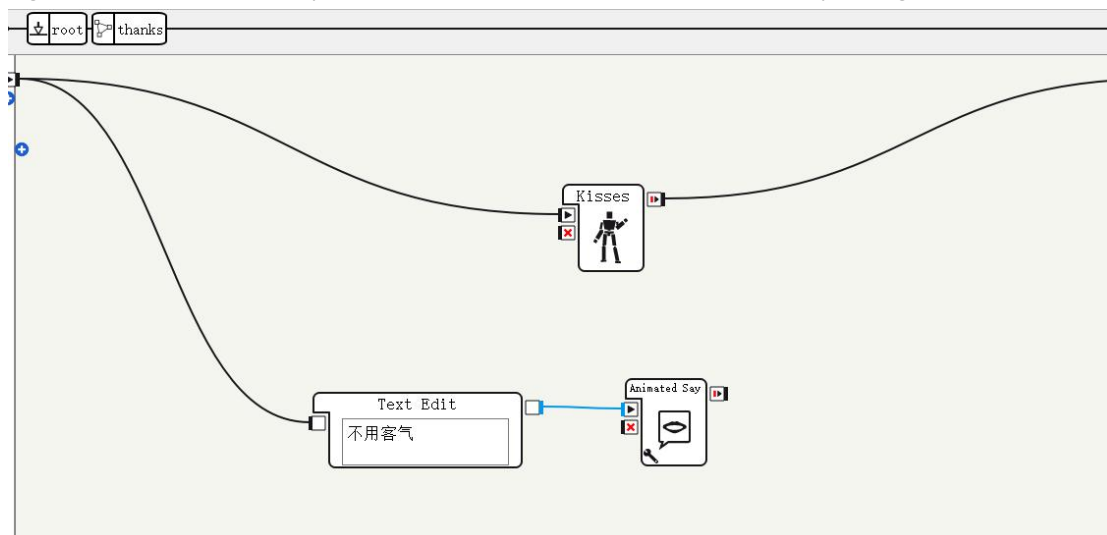 root
thanks
Kisses
Animated Say
Text Edit
不用客气